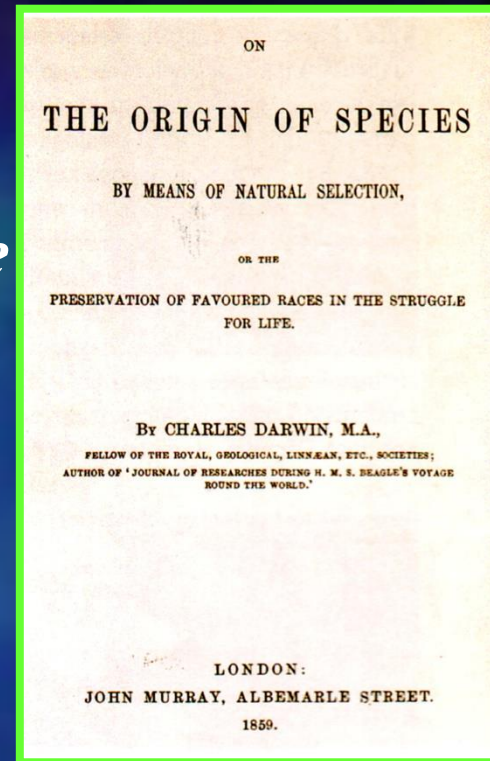 ON
THE ORIGIN OF SPECIES
BY MEANS OF NATURAL SELECTION,
?
OR THE
PRESERVATION OF FAVOURED RACES IN THE STRUGGLE
FOR LIFE.
BY CHARLES DARWIN, M.A.,
FELLOW OF THE ROYAL, GEOLOGICAL, LINNÆAN, ETC., SOCIETIES;
AUTHOR OF 'JOURNAL OF RESEARCHES DURING H. M. S. BEAGLE'S VOYAGE
ROUND THE WORLD.'
LONDON:
JOHN MURRAY, ALBEMARLE STREET.
1859.